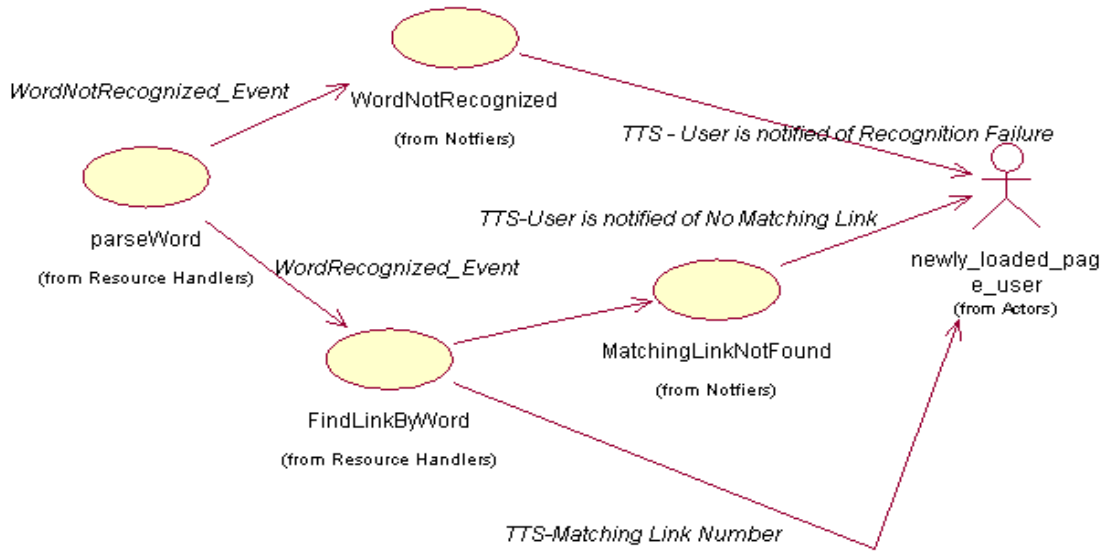 WordNotRecognized_Event
WordNotRecognized
(from Notfiers)
TTS - User is notified of Recognition Failure
parseWord
(from Resource Handlers)
TTS-User is notified of No Matching Link
WordRecognized_Event
newly_loaded_pag
e_user
(from Actors)
MatchingLinkNotFound
(from Notfiers)
FindLinkByWord
(from Resource Handlers)
TTS-Matching Link Number